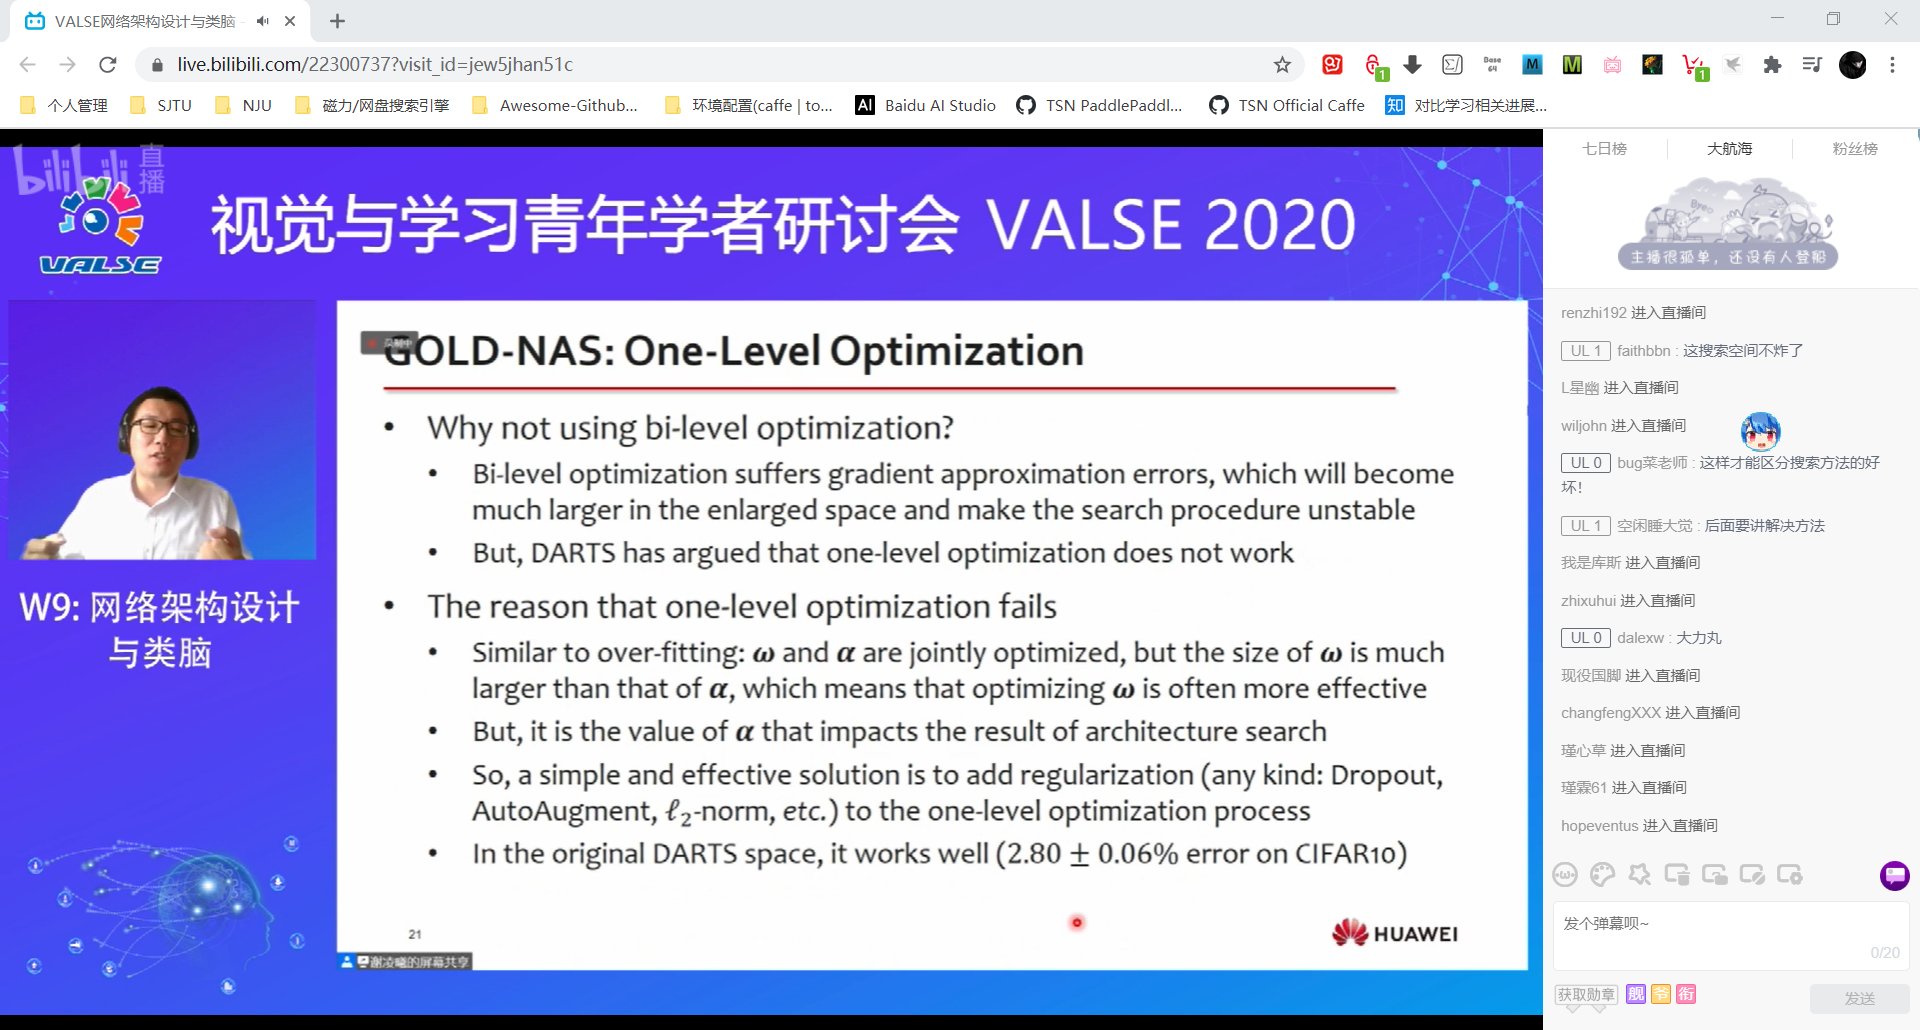 VALSE网络架构设计与类脑 -
live.bilibili.com/22300737?visit_id=jew5jhan51c
1
Base 64
M
M
1
个人管理
SJTU
NJU
磁力/网盘搜索引擎
Awesome-Github...
环境配置(caffe | to...
AI Baidu AI Studio
TSN PaddlePaddl...
TSN Official Caffe
知 对比学习相关进展...
bilibili 直播
VALSE
视觉与学习青年学者研讨会 VALSE 2020
W9: 网络架构设计
与类脑
录制中
GOLD-NAS: One-Level Optimization
• Why not using bi-level optimization?
• Bi-level optimization suffers gradient approximation errors, which will become
much larger in the enlarged space and make the search procedure unstable
• But, DARTS has argued that one-level optimization does not work
• The reason that one-level optimization fails
• Similar to over-fitting: ω and α are jointly optimized, but the size of ω is much
larger than that of α, which means that optimizing ω is often more effective
• But, it is the value of α that impacts the result of architecture search
• So, a simple and effective solution is to add regularization (any kind: Dropout,
AutoAugment, ℓ₂-norm, etc.) to the one-level optimization process
• In the original DARTS space, it works well (2.80 ± 0.06% error on CIFAR10)
21
HUAWEI
谢凌曦的屏幕共享
七日榜
大航海
粉丝榜
Byeo
主播很孤单，还没有人登船
renzhi192 进入直播间
UL 1 faithbbn : 这搜索空间不炸了
L星幽 进入直播间
wiljohn 进入直播间
UL 0 bug菜老师 : 这样才能区分搜索方法的好
坏！
UL 1 空闲睡大觉 : 后面要讲解决方法
我是库斯 进入直播间
zhixuhui 进入直播间
UL 0 dalexw : 大力丸
现役国脚 进入直播间
changfengXXX 进入直播间
瑾心草 进入直播间
瑾霖61 进入直播间
hopeventus 进入直播间
发个弹幕呗~
0/20
获取勋章
舰
爷
衔
发送